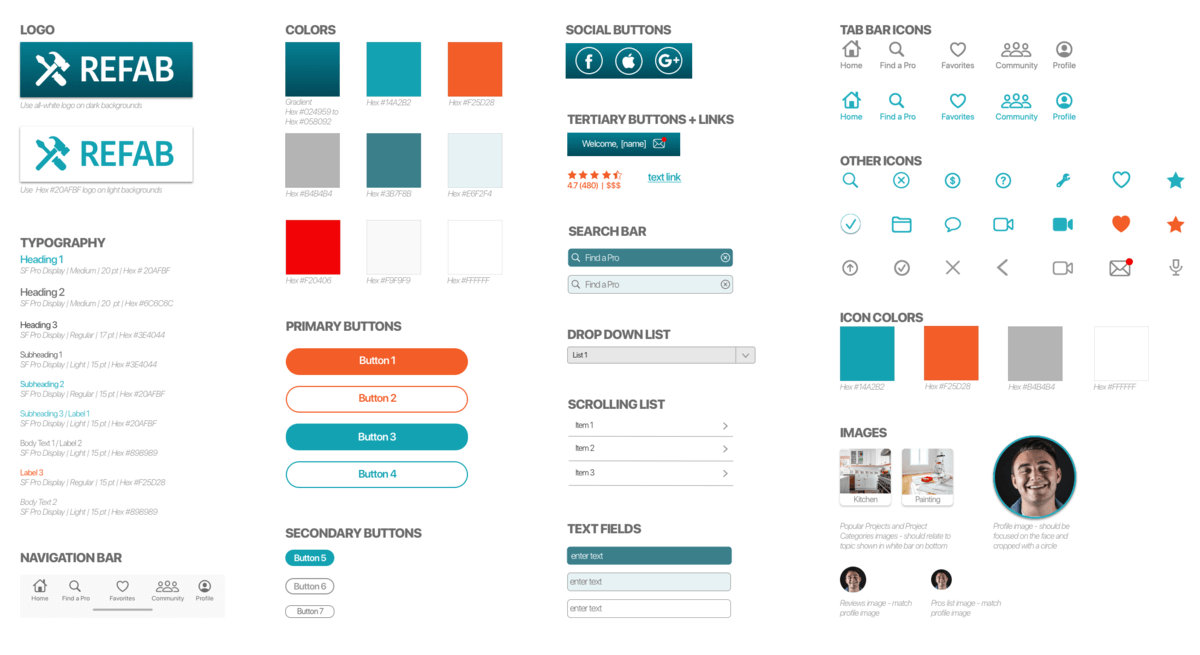 LOGO
REFAB
Use all-white logo on dark backgrounds
REFAB
Use Hex #20AFBF logo on light backgrounds
TYPOGRAPHY
Heading 1
SF Pro Display | Medium | 20 pt | Hex # 20AFBF
Heading 2
SF Pro Display | Medium | 20 pt | Hex #6C6C6C
Heading 3
SF Pro Display | Regular | 17 pt | Hex #3E4044
Subheading 1
SF Pro Display | Light | 15 pt | Hex #3E4044
Subheading 2
SF Pro Display | Regular | 15 pt | Hex #20AFBF
Subheading 3 / Label 1
SF Pro Display | Light | 15 pt | Hex #20AFBF
Body Text 1 / Label 2
SF Pro Display | Light | 15 pt | Hex #898989
Label 3
SF Pro Display | Regular | 15 pt | Hex #F25D28
Body Text 2
SF Pro Display | Light | 15 pt | Hex #898989
NAVIGATION BAR
Home
Find a Pro
Favorites
Community
Profile
COLORS
Gradient
Hex #024959 to
Hex #058092
Hex #14A2B2
Hex #F25D28
Hex #B4B4B4
Hex #3B7F8B
Hex #E6F2F4
Hex #F20406
Hex #F9F9F9
Hex #FFFFFF
PRIMARY BUTTONS
Button 1
Button 2
Button 3
Button 4
SECONDARY BUTTONS
Button 5
Button 6
Button 7
SOCIAL BUTTONS
f
G+
TERTIARY BUTTONS + LINKS
Welcome, [name]
4.7 (480) | $$$
text link
SEARCH BAR
Find a Pro
Find a Pro
DROP DOWN LIST
List 1
SCROLLING LIST
Item 1
Item 2
Item 3
TEXT FIELDS
enter text
enter text
enter text
TAB BAR ICONS
Home
Find a Pro
Favorites
Community
Profile
Home
Find a Pro
Favorites
Community
Profile
OTHER ICONS
$
?
ICON COLORS
Hex #14A2B2
Hex #F25D28
Hex #B4B4B4
Hex #FFFFFF
IMAGES
Kitchen
Painting
Popular Projects and Project
Categories images - should relate to
topic shown in white bar on bottom
Profile image - should be
focused on the face and
cropped with a circle
Reviews image - match
profile image
Pros list image - match
profile image